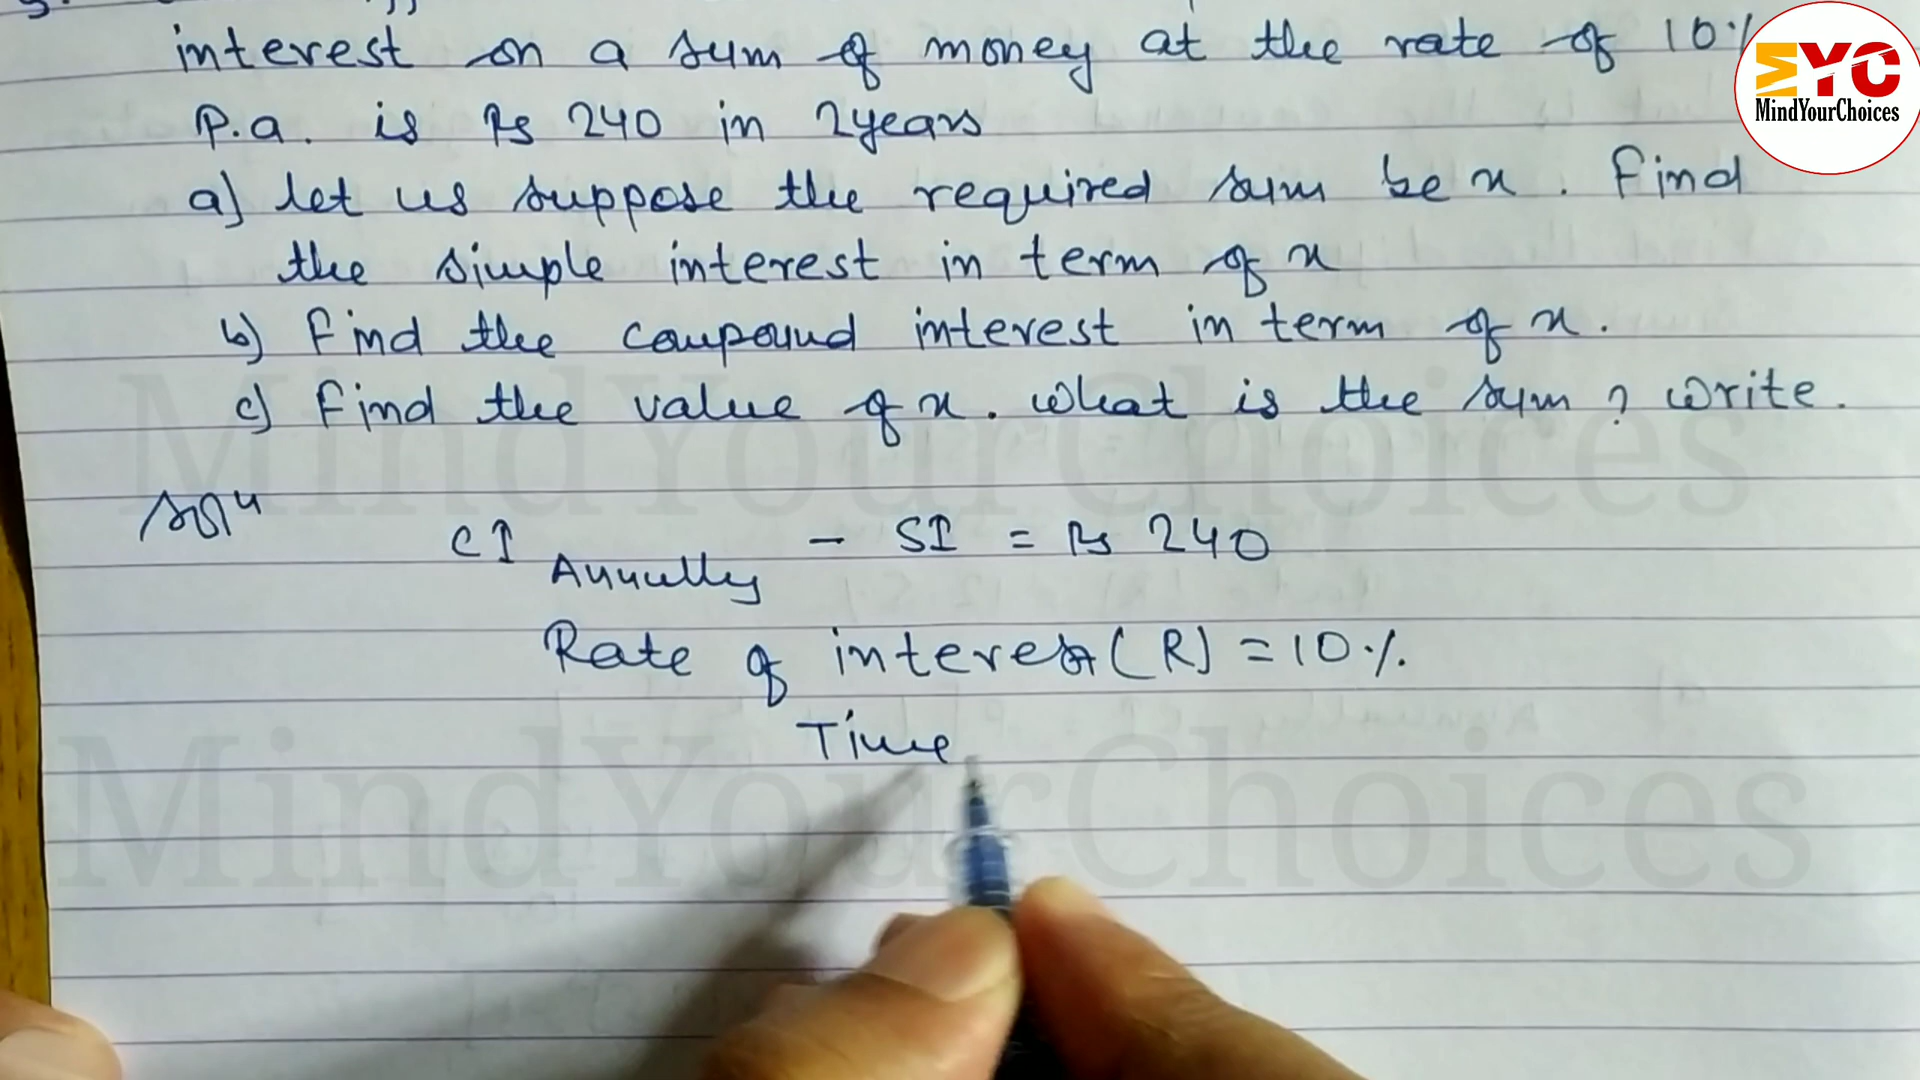 interest on a sum of money at the rate of 10%
P.a. is Rs 240 in 2years
a) let us suppose the required sum be x. Find
the simple interest in term of x
b) Find the compound interest in term of x.
c) Find the value of x. What is the sum? Write.
Solⁿ
CI Annully - SI = Rs 240
Rate of interest (R) = 10%
Time
MYC
MindYourChoices
MindYourChoices
MindYourChoices